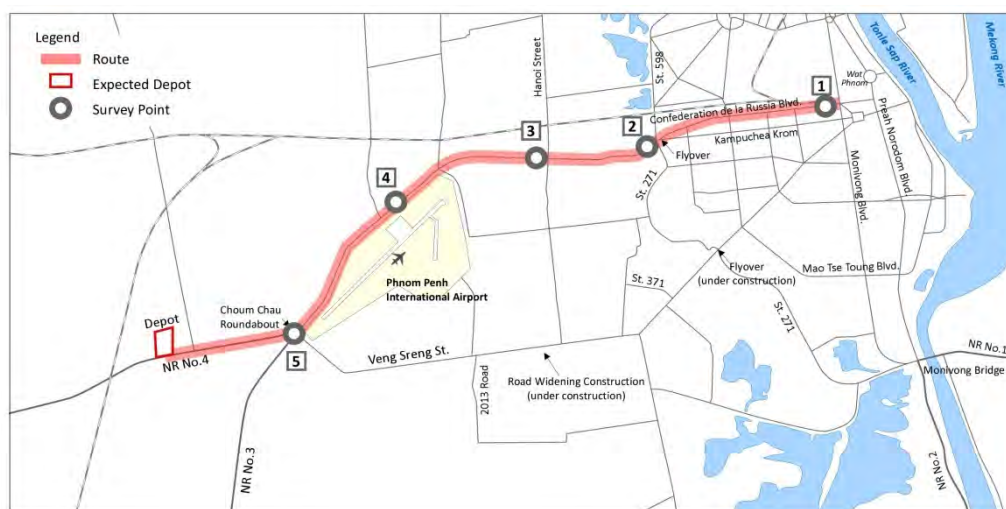 Legend
Route
Expected Depot
Survey Point
Hanoi Street
St. 598
Tonle Sap River
Mekong River
Wat
Phnom
1
Confederation de la Russia Blvd.
2
3
Kampuchea Krom
Flyover
Preah Norodom Blvd.
Monivong Blvd.
4
St. 271
Flyover
(under construction)
Mao Tse Toung Blvd.
Phnom Penh
International Airport
St. 371
St. 271
Choum Chau
Roundabout
Depot
NR No.4
5
Veng Sreng St.
NR No.1
Monivong Bridge
2013 Road
Road Widening Construction
(under construction)
NR No.3
NR No.2